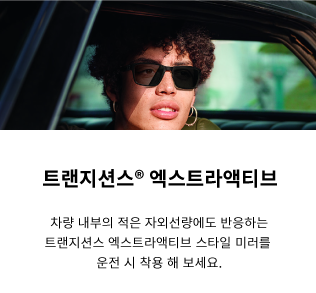 트랜지션스® 엑스트라액티브
차량 내부의 적은 자외선량에도 반응하는
트랜지션스 엑스트라액티브 스타일 미러를
운전 시 착용 해 보세요.